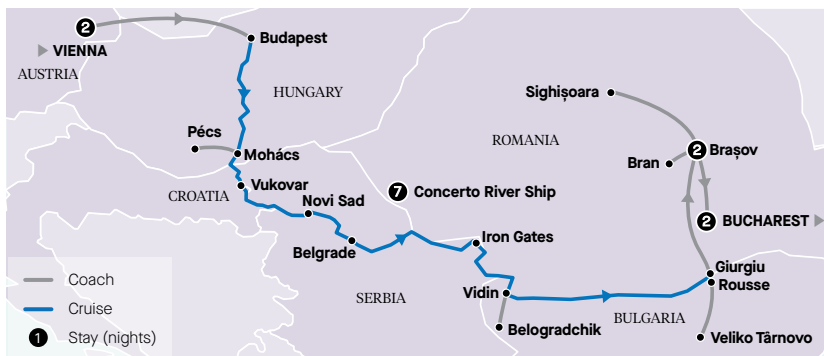 2
Budapest
VIENNA
AUSTRIA
HUNGARY
Sighișoara
Pécs
ROMANIA
Mohács
2
Brașov
Bran
Vukovar
7
Concerto River Ship
CROATIA
Novi Sad
2
BUCHAREST
Iron Gates
Belgrade
Giurgiu
Coach
Rousse
Vidin
SERBIA
Cruise
BULGARIA
Belogradchik
Veliko Târnovo
1
Stay (nights)